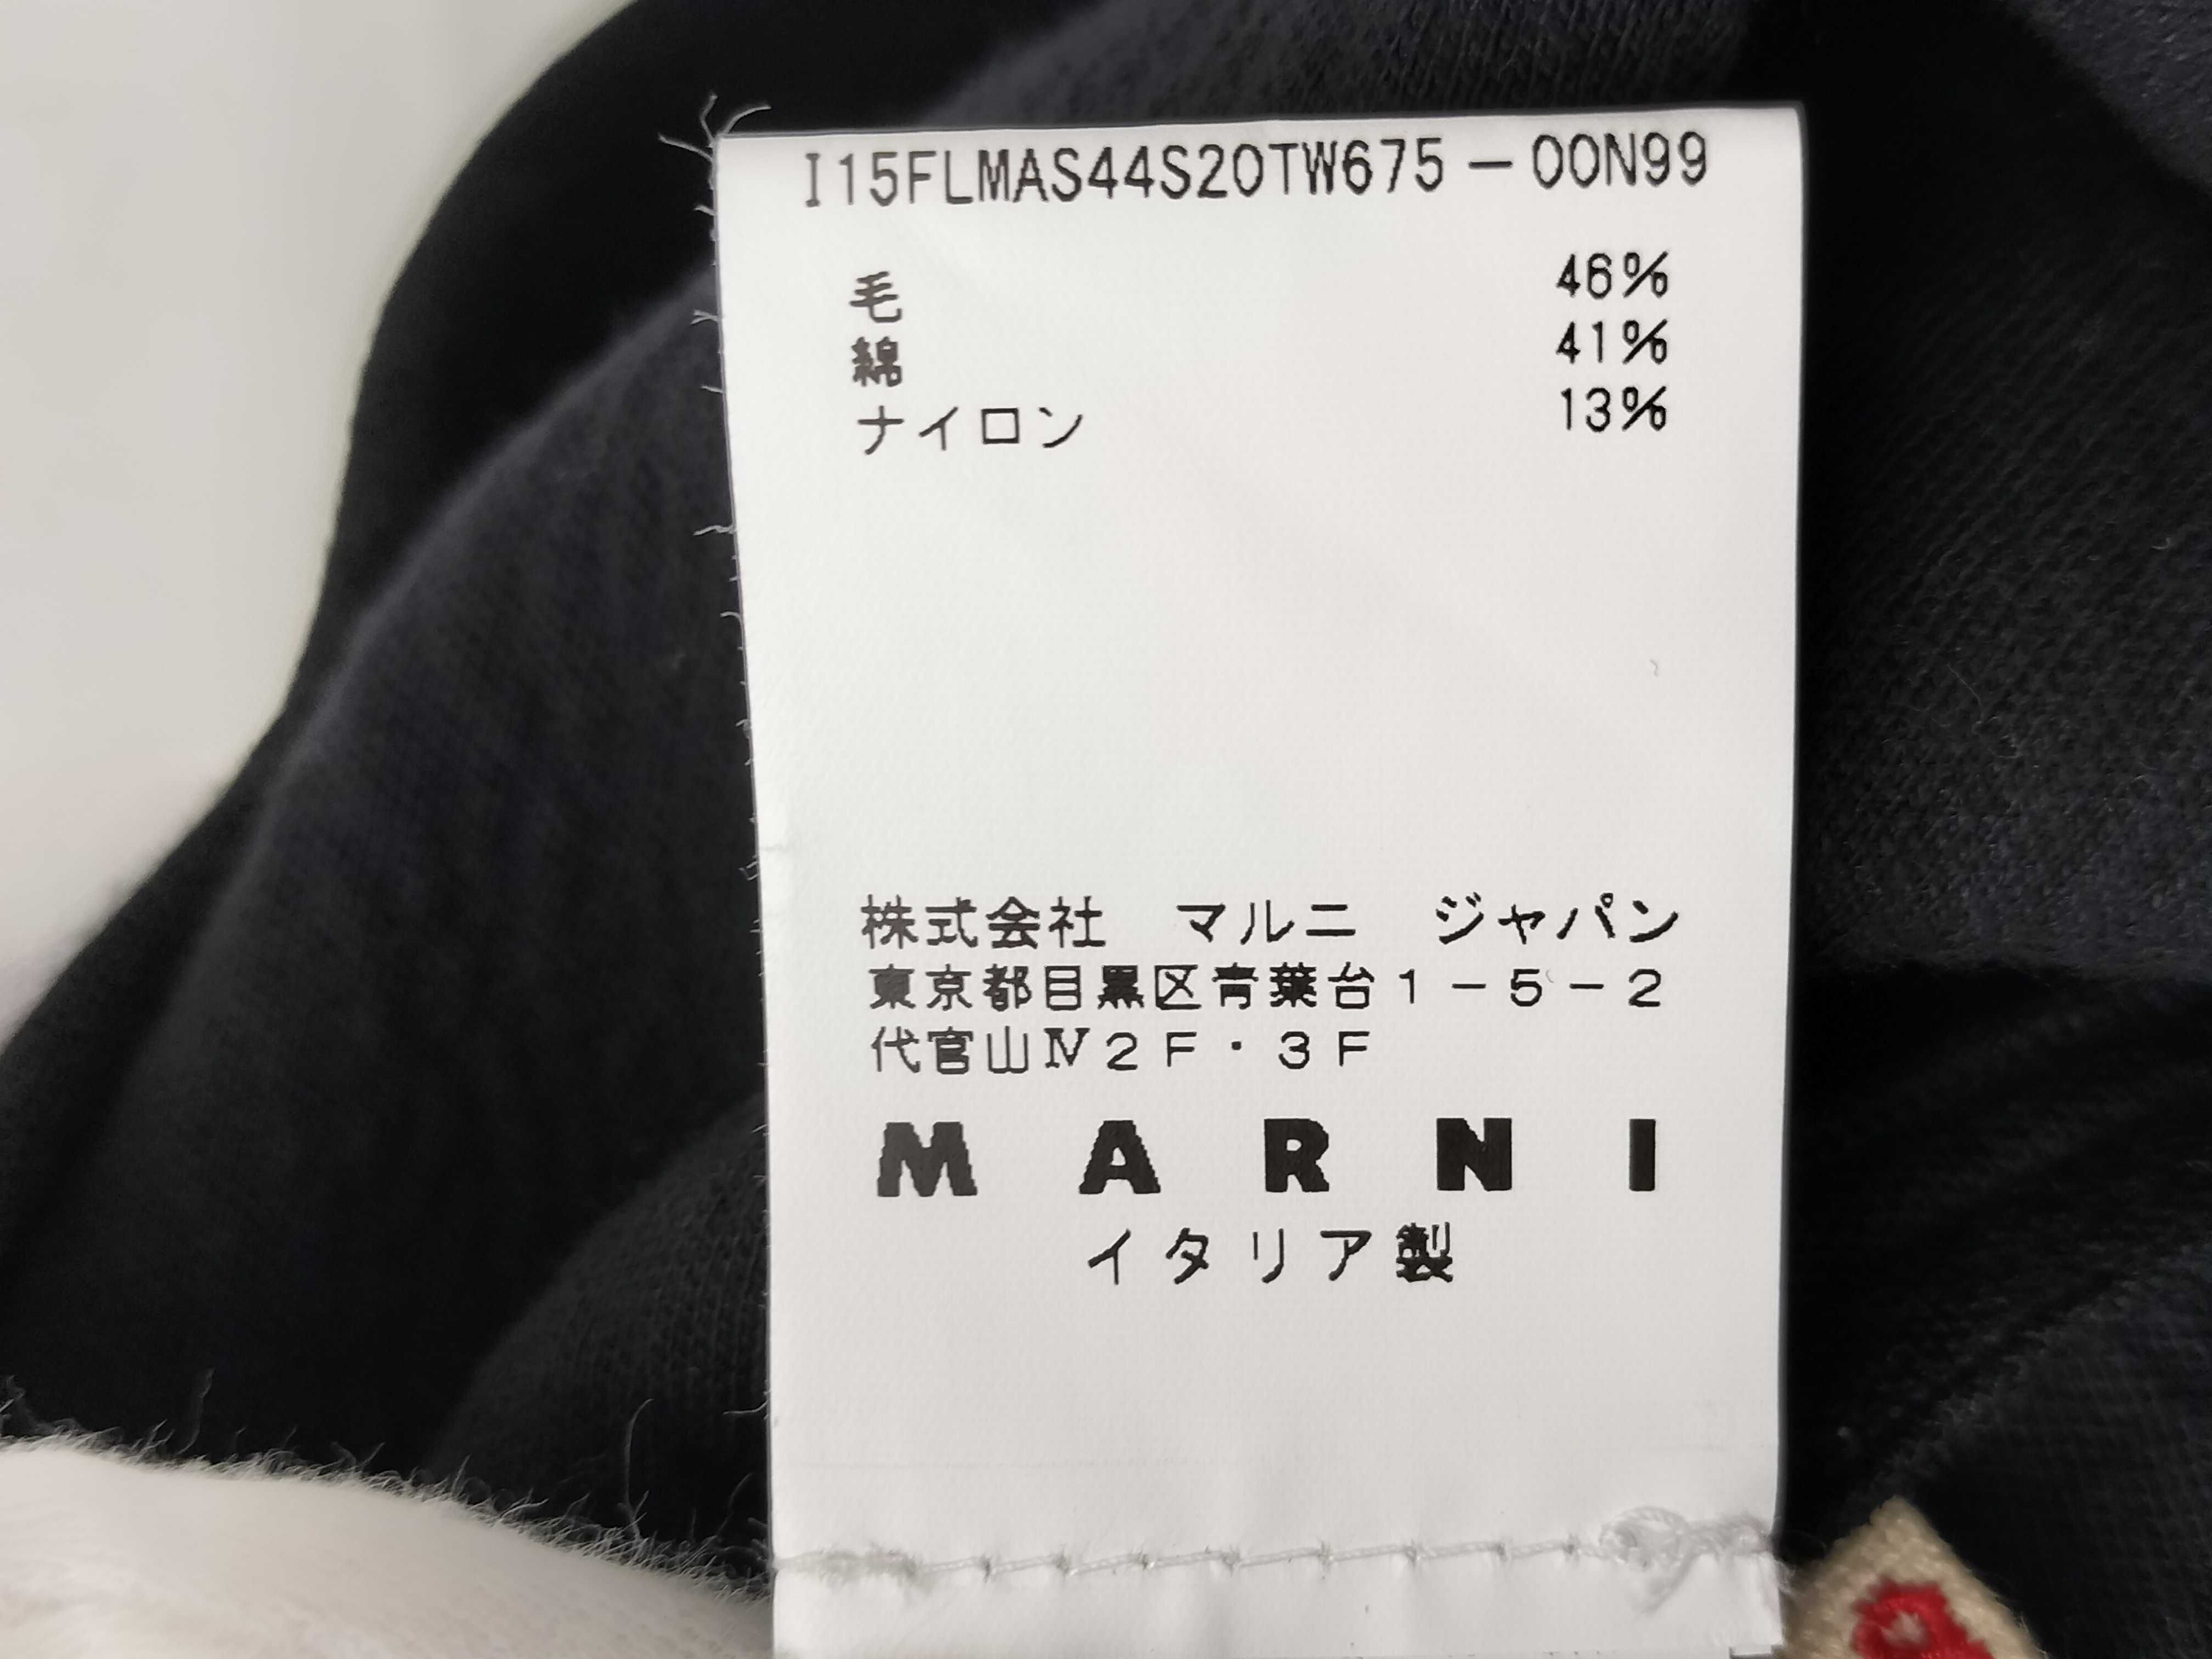 I15FLMAS44S20TW675-00N99
毛 46%
綿 41%
ナイロン 13%
株式会社 マルニ ジャパン
東京都目黒区青葉台1-5-2
代官山Ⅳ2F・3F
MARNI
イタリア製